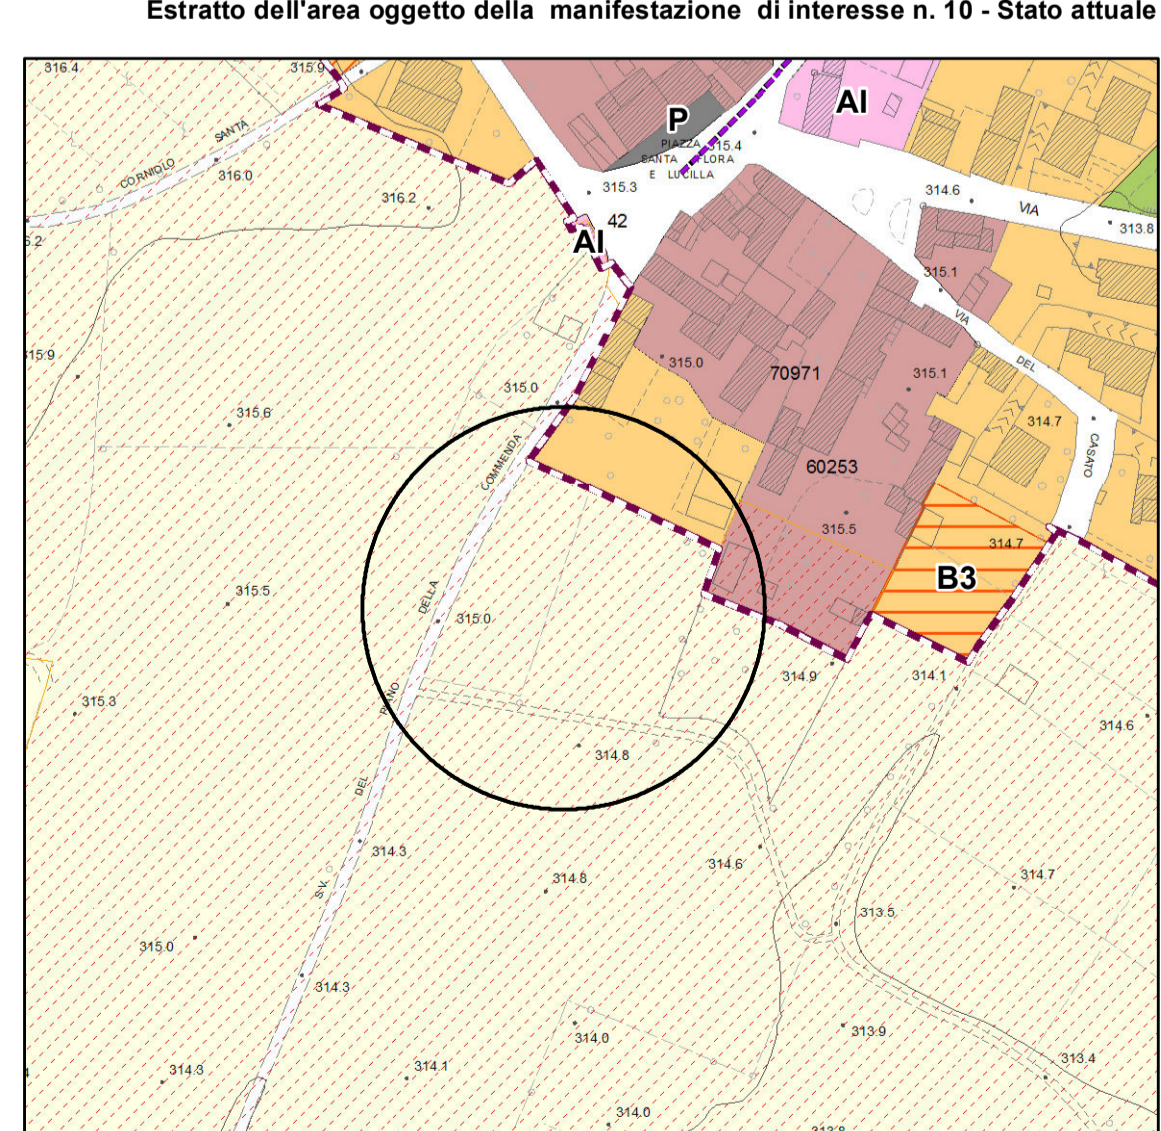 Estratto dell'area oggetto della manifestazione di interesse n. 10 - Stato attuale
316.4
315.9
AI
P
PIAZZA
SANTA FLORA
E LUCILLA
315.4
SANTA
CORNIOLO
316.0
316.2
315.3
42
AI
314.6
VIA
313.8
6.2
315.1
VIA
DEL
CASATO
315.9
315.0
315.0
70971
315.1
314.7
315.6
60253
315.5
314.7
B3
S.V. DEL PIANO DELLA COMMENDA
315.5
315.0
314.9
314.1
314.6
315.3
314.8
314.3
314.8
314.6
314.7
313.5
315.0
314.3
314.0
313.9
313.4
314.3
314.1
314.0
313.8